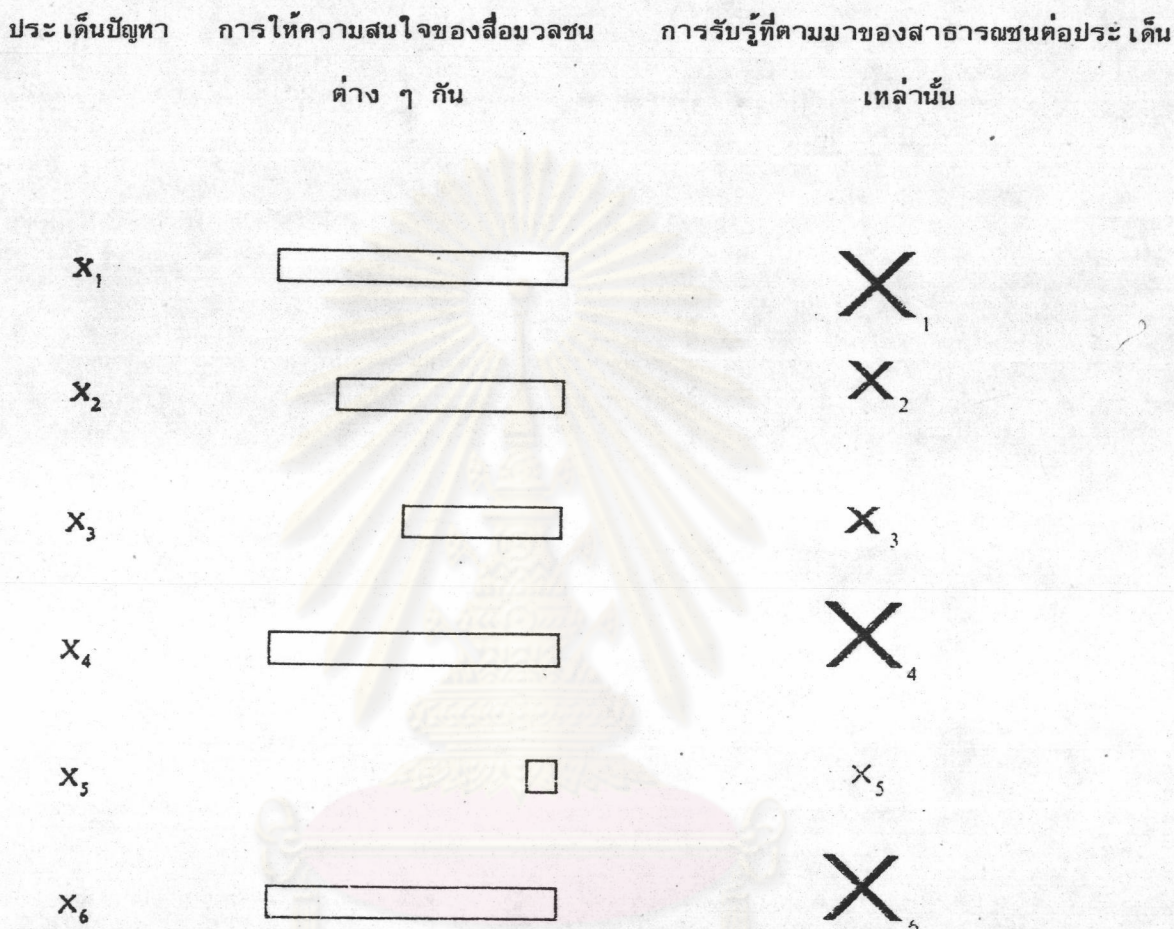 ประเด็นปัญหา การให้ความสนใจของสื่อมวลชน การรับรู้ที่ตามมาของสาธารณชนต่อประเด็น
ต่าง ๆ กัน เหล่านั้น
X₁ X₁
X₂ X₂
X₃ X₃
X₄ X₄
X₅ X₅
X₆ X₆